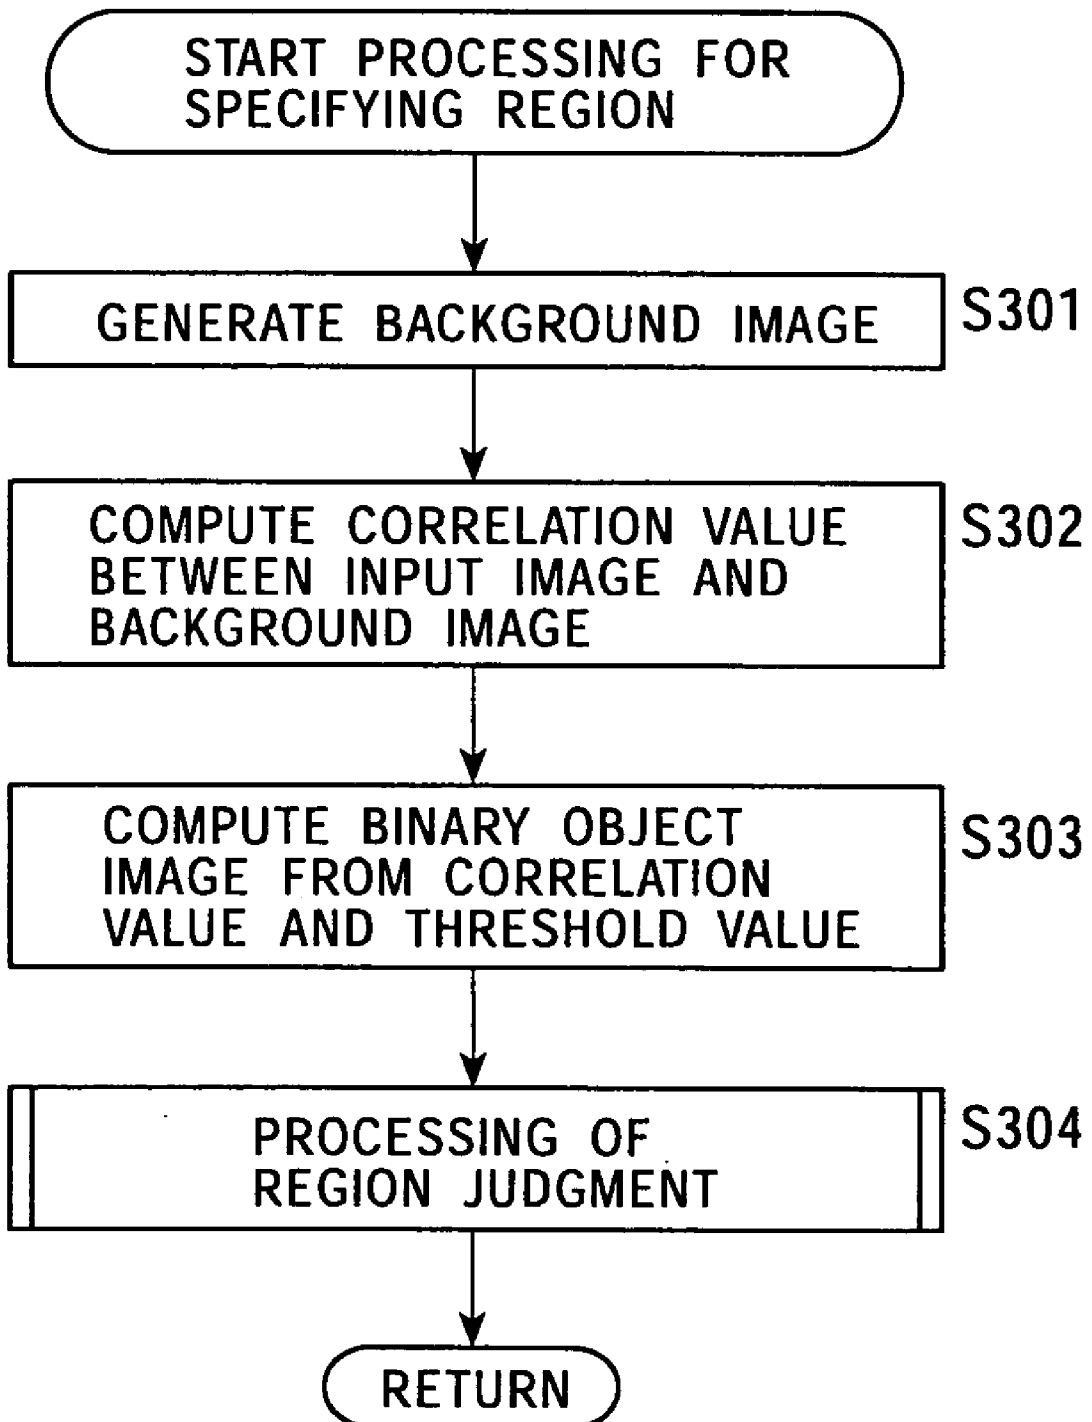 START PROCESSING FOR
SPECIFYING REGION
GENERATE BACKGROUND IMAGE
S301
COMPUTE CORRELATION VALUE
BETWEEN INPUT IMAGE AND
BACKGROUND IMAGE
S302
COMPUTE BINARY OBJECT
IMAGE FROM CORRELATION
VALUE AND THRESHOLD VALUE
S303
PROCESSING OF
REGION JUDGMENT
S304
RETURN